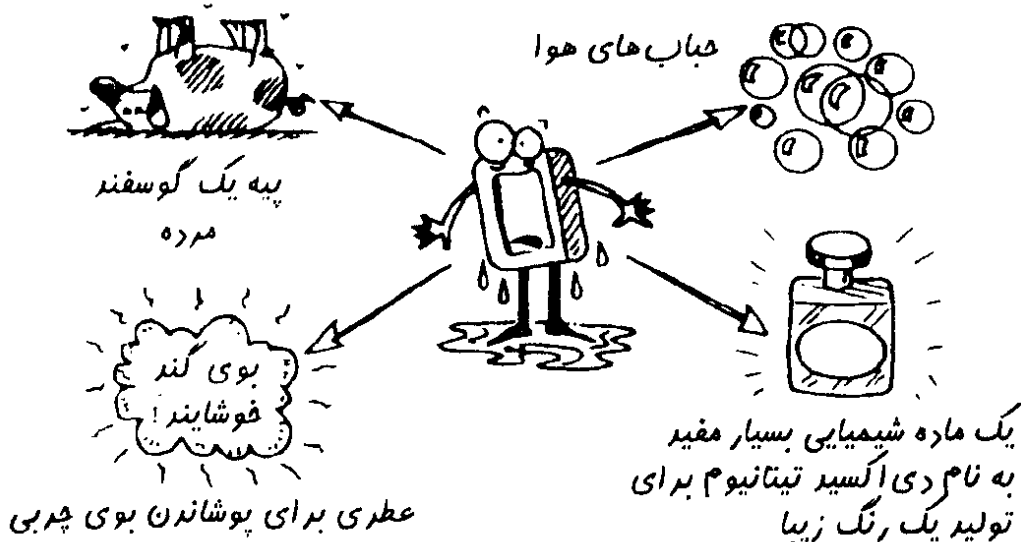 حباب‌های هوا
پیه یک گوسفند
مرده
بوی گند
خوشایند!
عطری برای پوشاندن بوی چربی
یک ماده شیمیایی بسیار مفید
به نام دی اکسید تیتانیوم برای
تولید یک رنگ زیبا